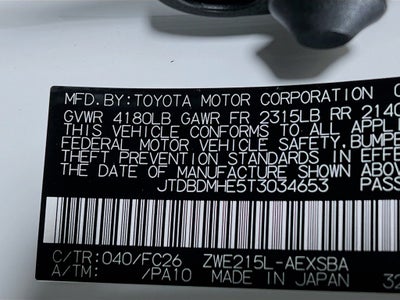 MFD. BY: TOYOTA MOTOR CORPORATION
GVWR 4180LB GAWR FR 2315LB RR 2140
THIS VEHICLE CONFORMS TO ALL APPL
FEDERAL MOTOR VEHICLE SAFETY, BUMPE
THEFT PREVENTION STANDARDS IN EFFE
THE DATE OF MANUFACTURE SHOWN ABOV
JTDBDMHE5T3034653 PASS
C/TR: 040/FC26 ZWE215L-AEXSBA
A/TM: /PA10 MADE IN JAPAN 32